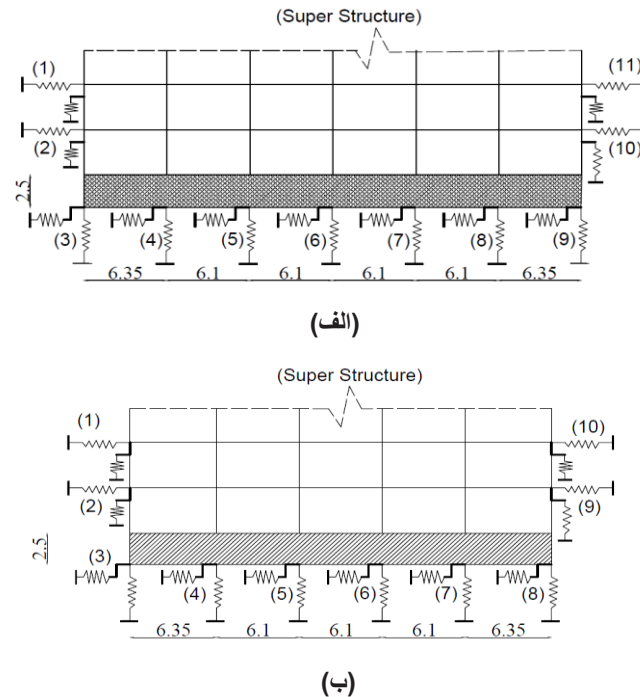 (Super Structure)
(1) (11)
(2) (10)
2.5
(3) (4) (5) (6) (7) (8) (9)
6.35 6.1 6.1 6.1 6.1 6.35
(الف)
(Super Structure)
(1) (10)
(2) (9)
2.5
(3) (4) (5) (6) (7) (8)
6.35 6.1 6.1 6.1 6.35
(ب)